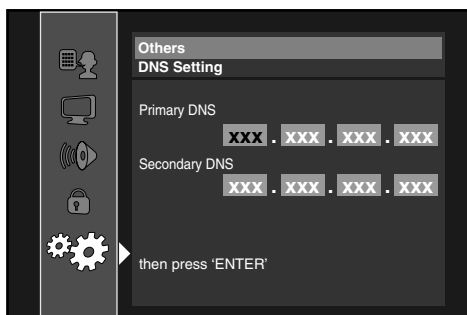 Others
DNS Setting
Primary DNS
xxx . xxx . xxx . xxx
Secondary DNS
xxx . xxx . xxx . xxx
then press ‘ENTER’